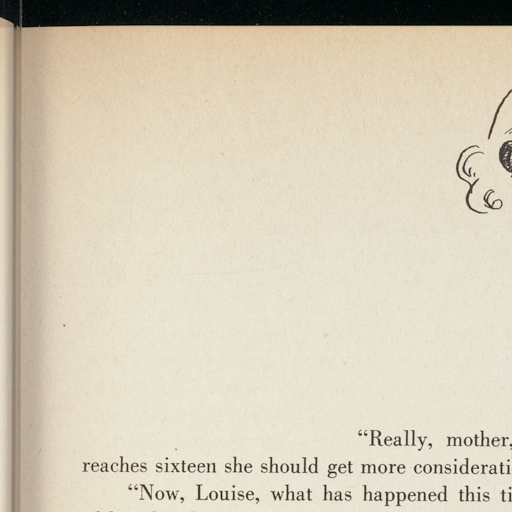 “Really, mother,
reaches sixteen she should get more considerati
“Now, Louise, what has happened this ti